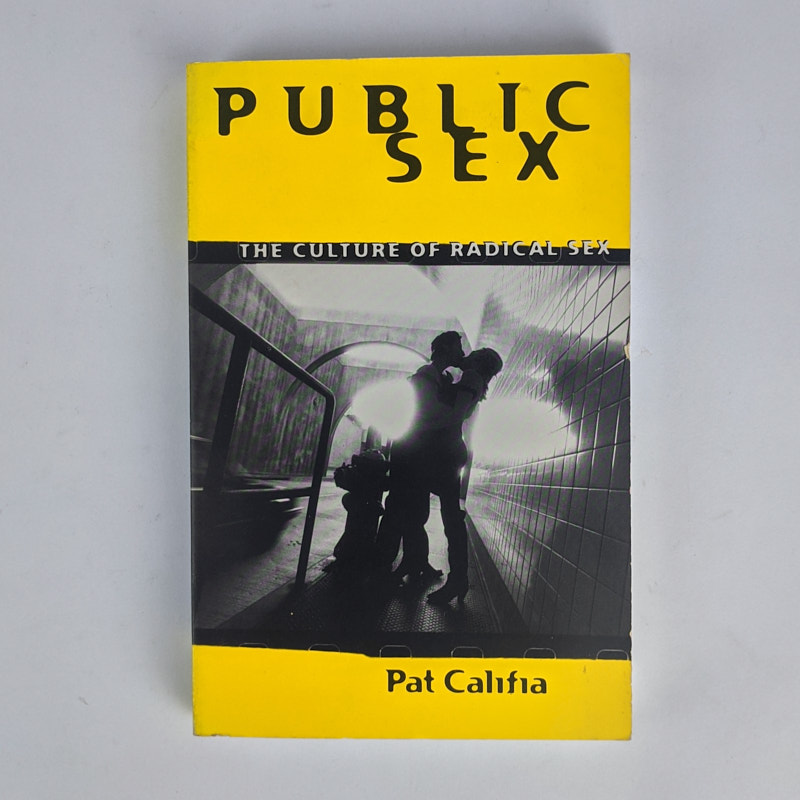 PUBLIC
SEX
THE CULTURE OF RADICAL SEX
Pat Califia